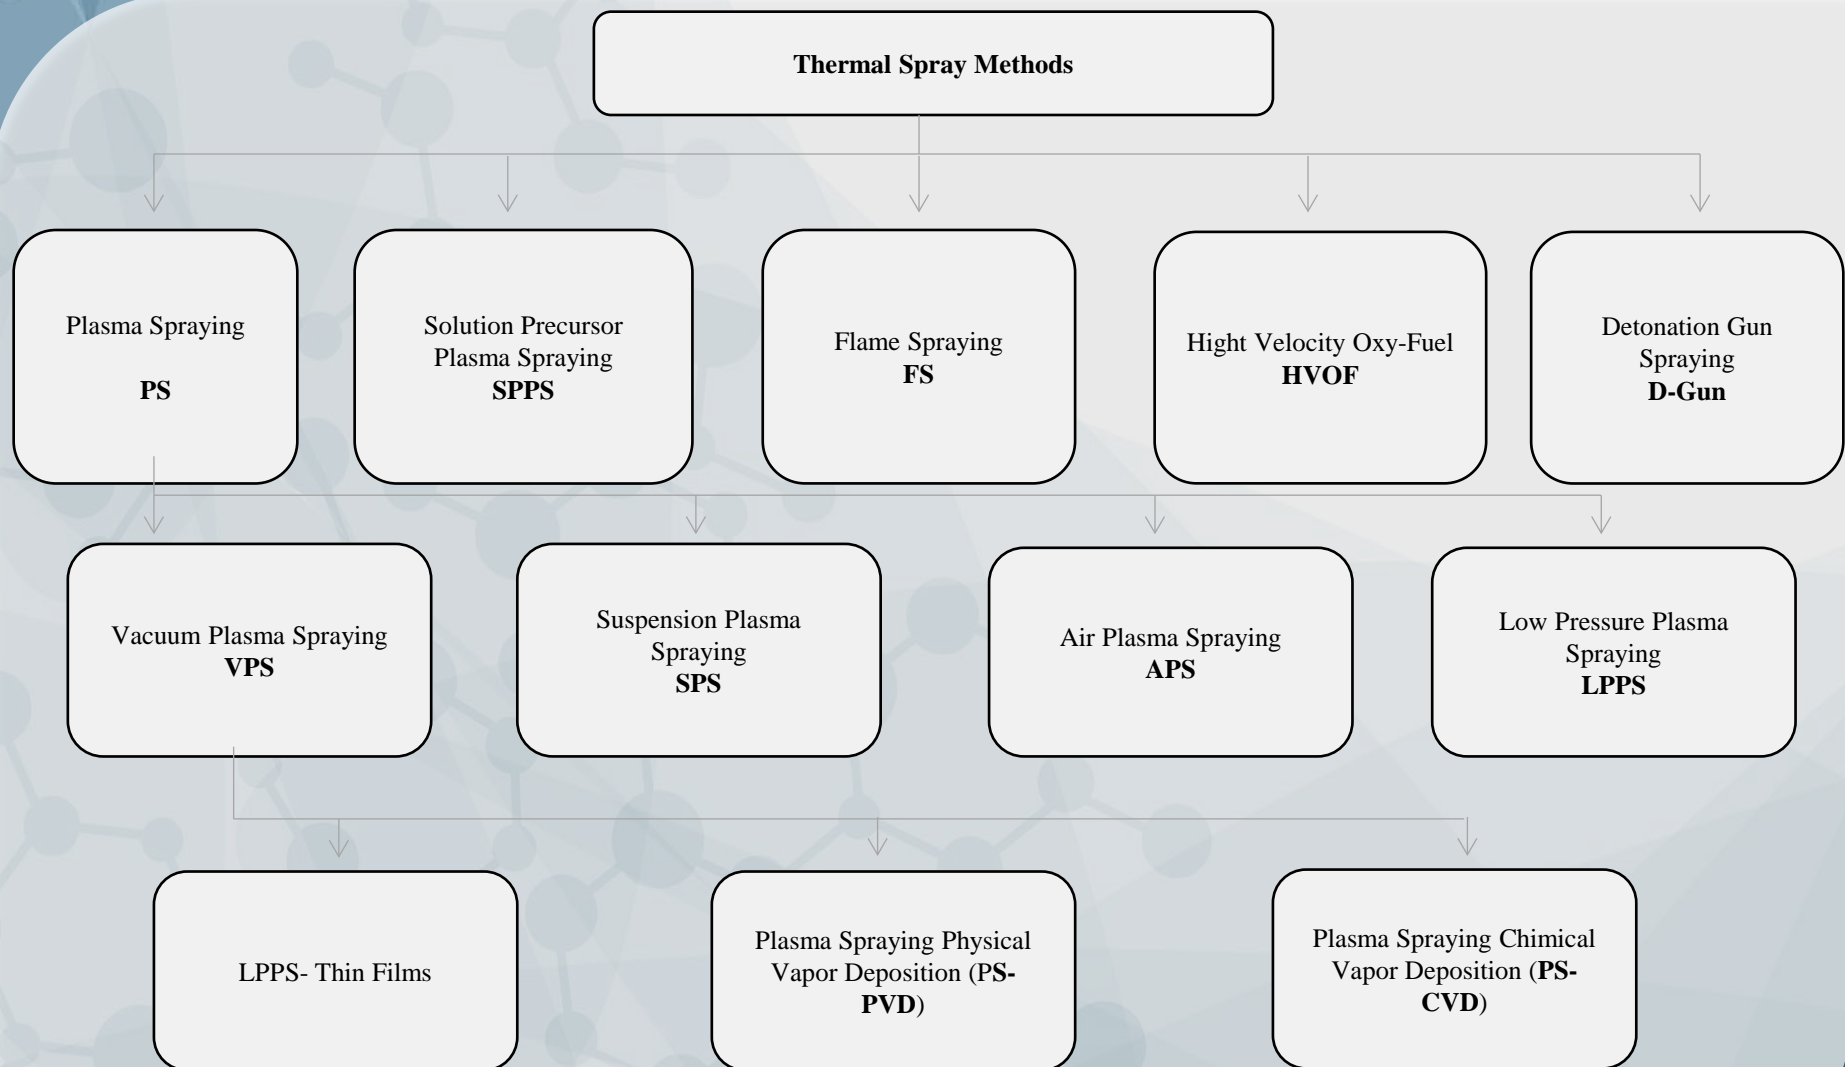 Thermal Spray Methods
Plasma Spraying
PS
Solution Precursor
Plasma Spraying
SPPS
Flame Spraying
FS
Hight Velocity Oxy-Fuel
HVOF
Detonation Gun
Spraying
D-Gun
Vacuum Plasma Spraying
VPS
Suspension Plasma
Spraying
SPS
Air Plasma Spraying
APS
Low Pressure Plasma
Spraying
LPPS
LPPS- Thin Films
Plasma Spraying Physical
Vapor Deposition (PS-
PVD)
Plasma Spraying Chimical
Vapor Deposition (PS-
CVD)